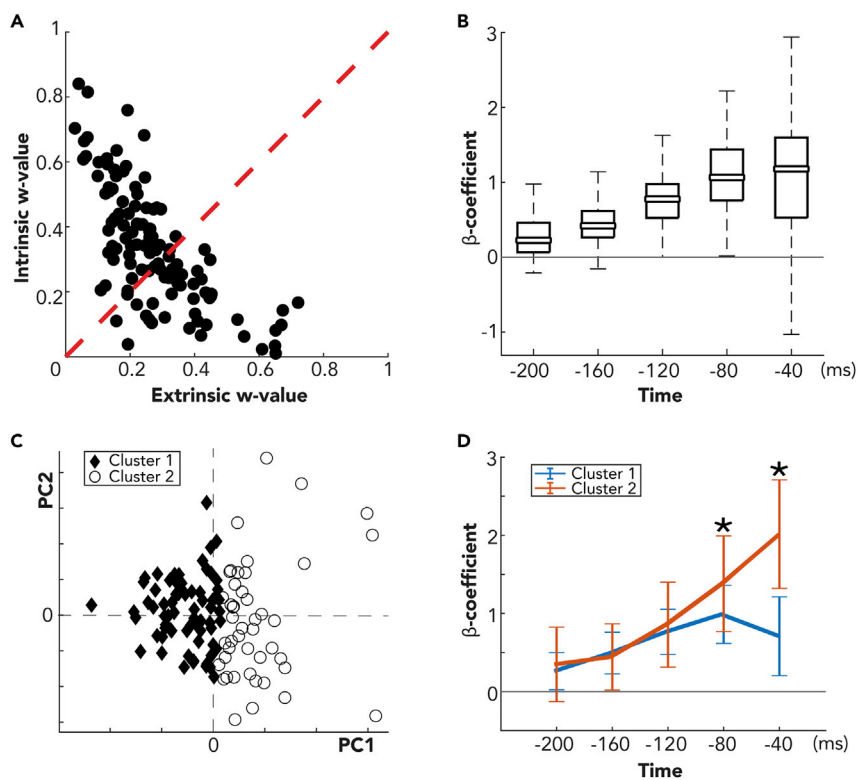 A
1
0.8
0.6
0.4
0.2
0
0.2
0.4
0.6
0.8
1
Intrinsic w-value
Extrinsic w-value
B
3
2
1
0
-1
β-coefficient
-200
-160
-120
-80
-40
(ms)
Time
C
Cluster 1
Cluster 2
PC2
0
0
PC1
D
Cluster 1
Cluster 2
3
2
1
0
β-coefficient
*
*
-200
-160
-120
-80
-40
(ms)
Time